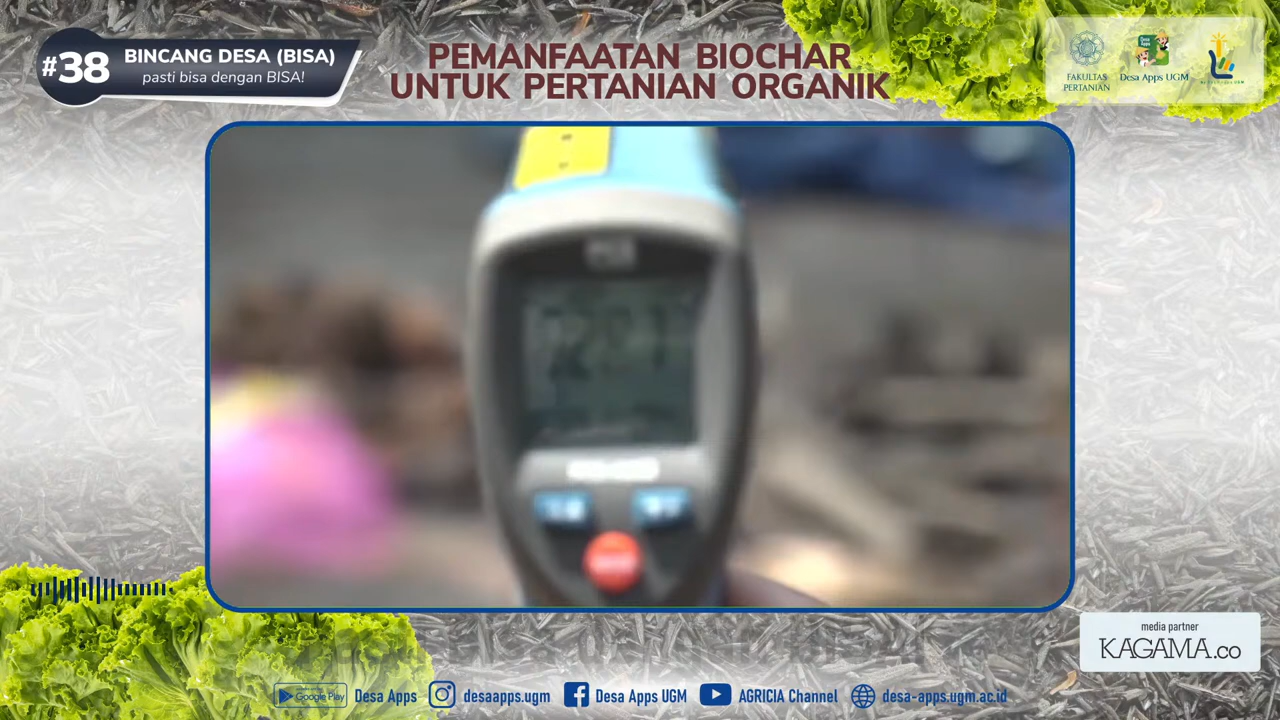 #38
BINCANG DESA (BISA)
pasti bisa dengan BISA!
PEMANFAATAN BIOCHAR
UNTUK PERTANIAN ORGANIK
FAKULTAS
PERTANIAN
Desa Apps UGM
media partner
KAGAMA.co
Google Play
Desa Apps
desaapps.ugm
Desa Apps UGM
AGRICIA Channel
desa-apps.ugm.ac.id